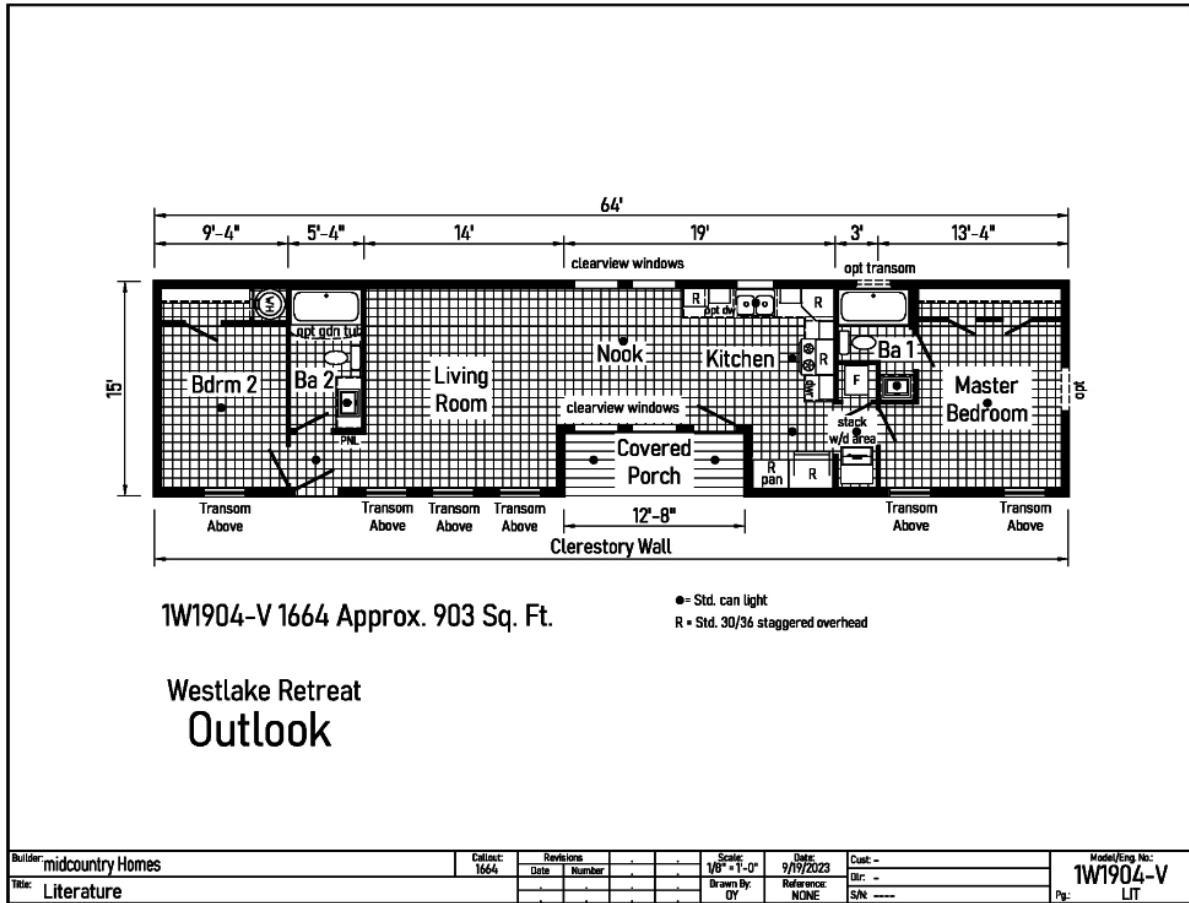 64'
9'-4" 5'-4" 14' 19' 3' 13'-4"
clearview windows
opt transom
15'
WH
R
opt dw
R
opt gdn tub
Nook
Kitchen
R
Ba 1
Bdrm 2
Ba 2
Living
Room
F
Master
Bedroom
opt
clearview windows
stack
w/d area
PNL
Covered
Porch
R
pan
R
Transom
Above
Transom
Above
Transom
Above
Transom
Above
Transom
Above
Transom
Above
12'-8"
Clerestory Wall
1W1904-V 1664 Approx. 903 Sq. Ft.
●= Std. can light
R = Std. 30/36 staggered overhead
Westlake Retreat
Outlook
Builder: midcountry Homes
Title: Literature
Callout:
1664
Revisions
Date Number
Scale:
1/8" = 1'-0"
Drawn By:
OY
Date:
9/19/2023
Reference:
NONE
Cust: -
Dlr: -
S/N: ----
Model/Eng. No.:
1W1904-V
Pg.: LIT